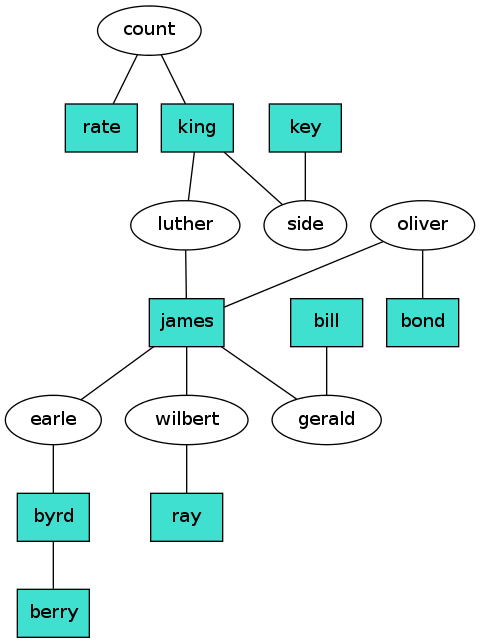 count
rate
king
key
luther
side
oliver
james
bill
bond
earle
wilbert
gerald
byrd
ray
berry